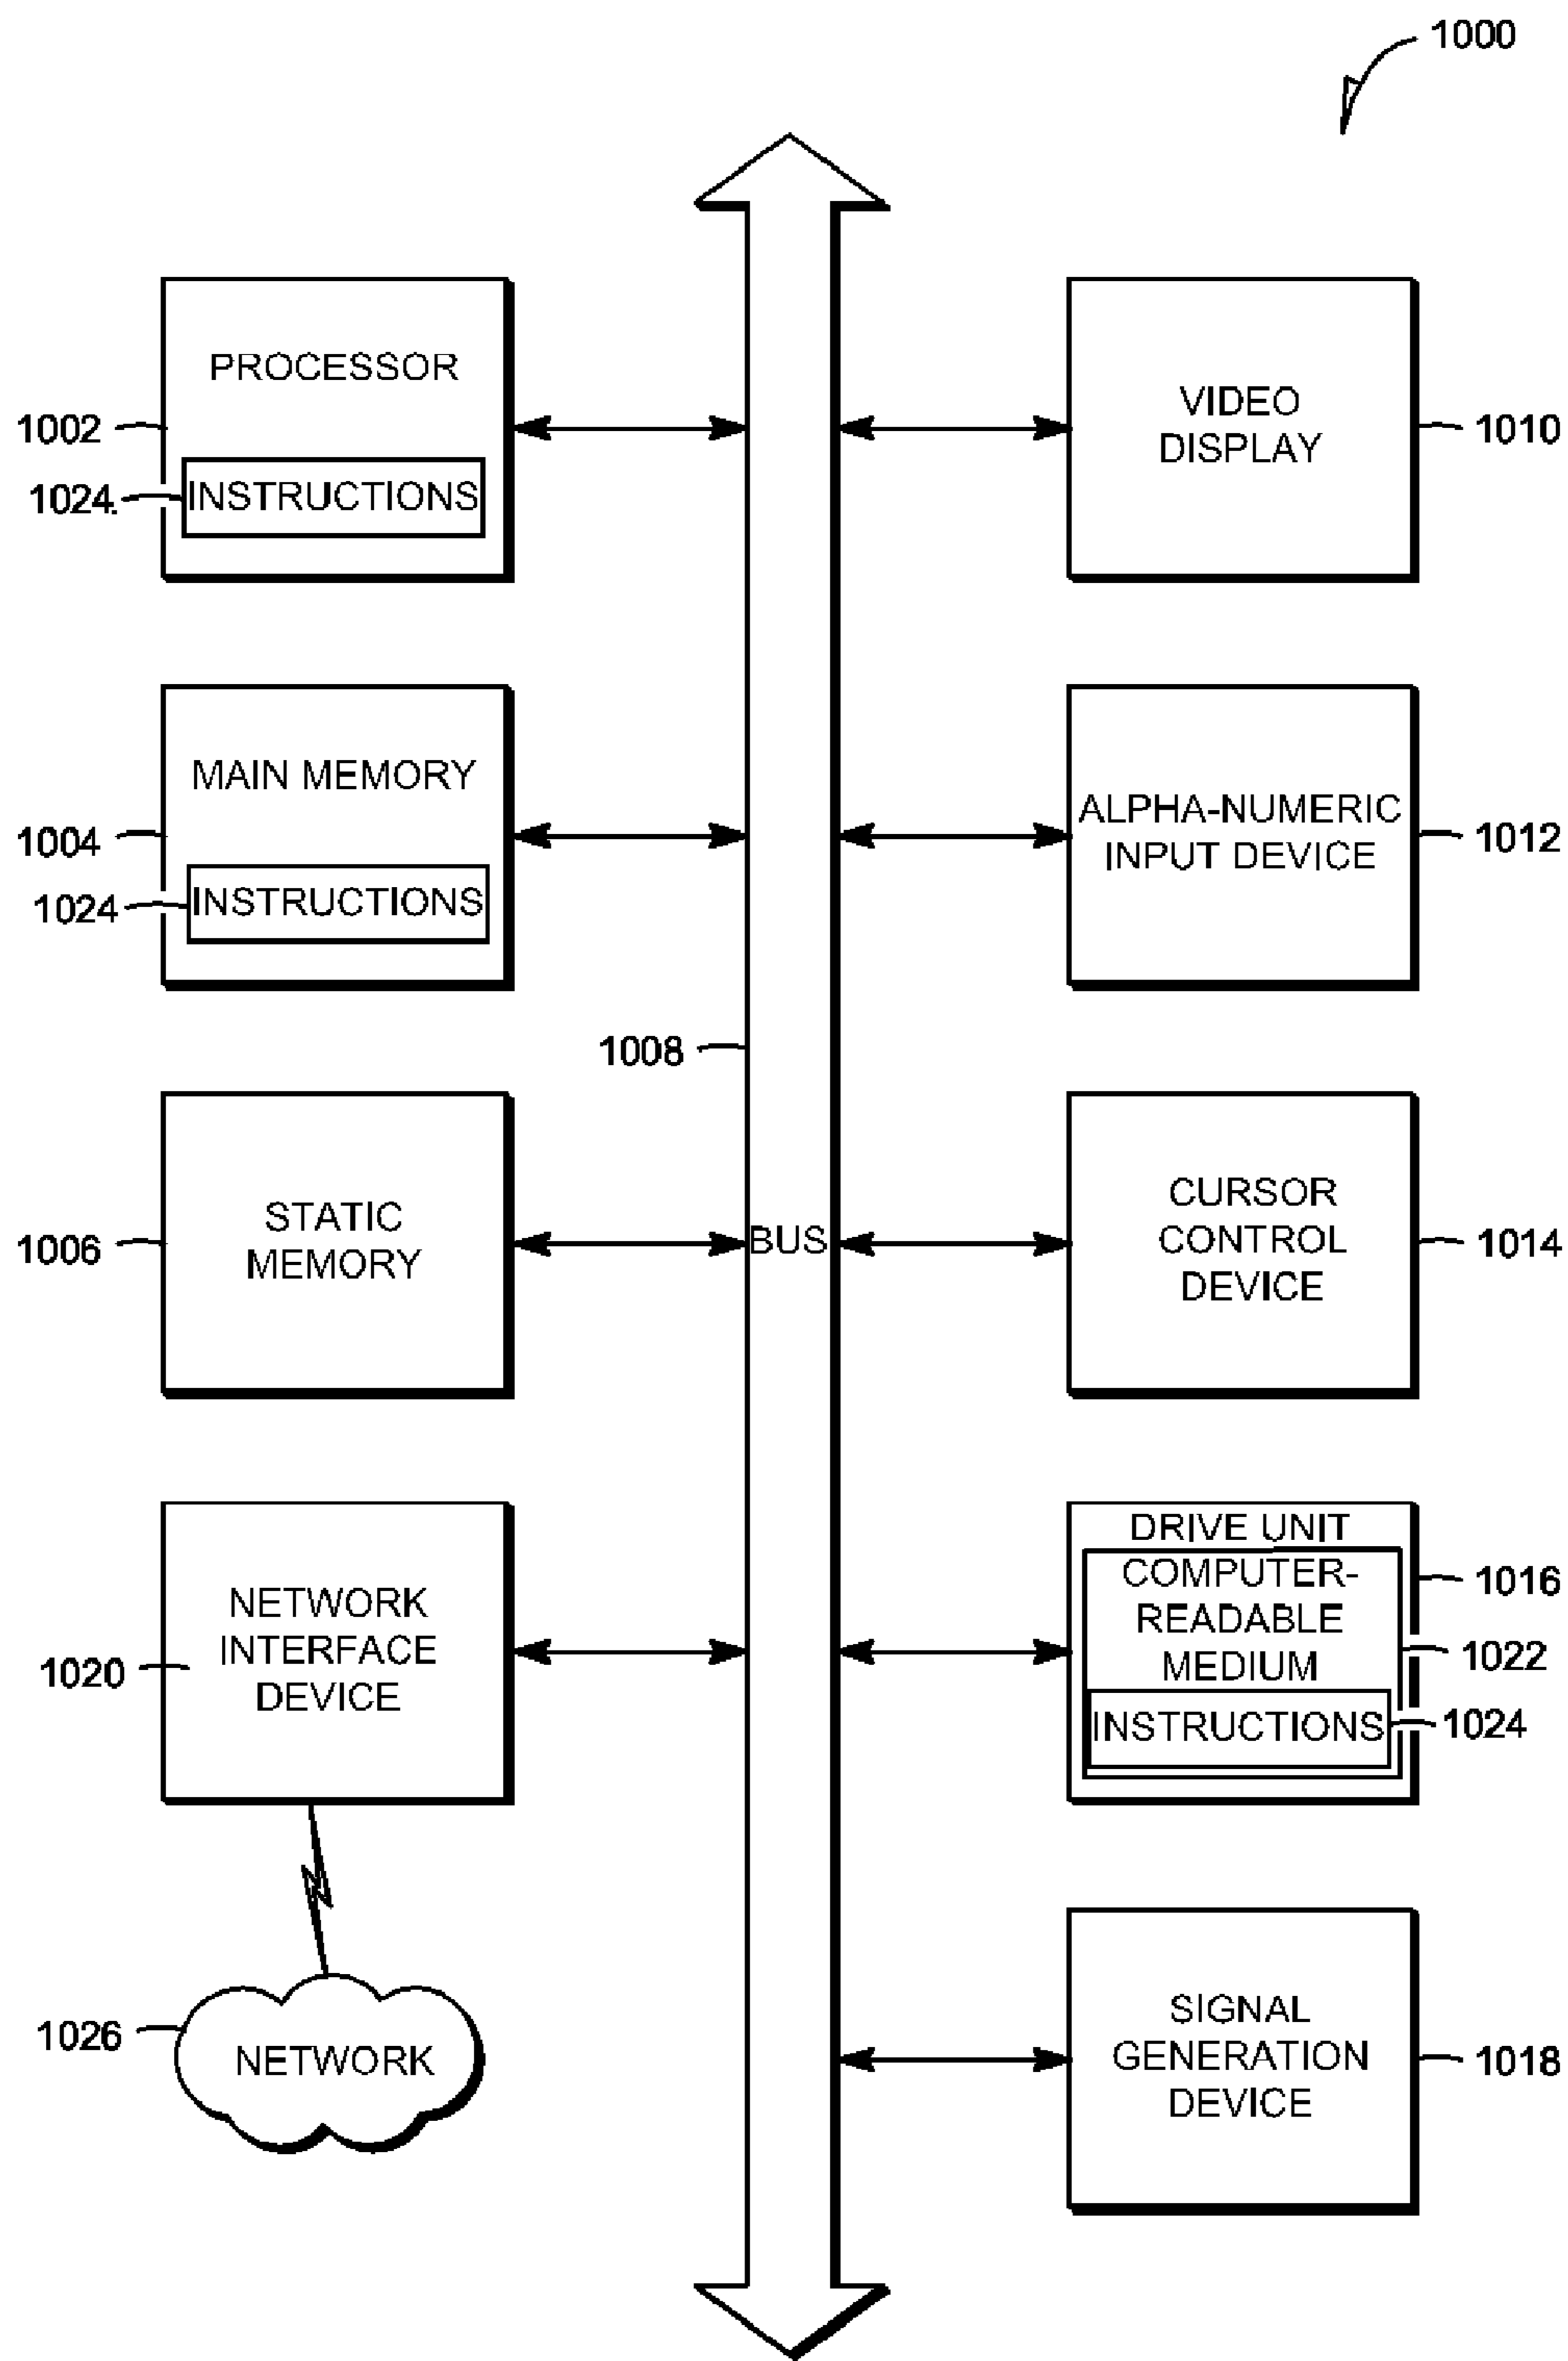 1000
PROCESSOR
1002
1024.
INSTRUCTIONS
VIDEO
DISPLAY
1010
MAIN MEMORY
1004
1024
INSTRUCTIONS
ALPHA-NUMERIC
INPUT DEVICE
1012
1008
STATIC
MEMORY
1006
BUS
CURSOR
CONTROL
DEVICE
1014
NETWORK
INTERFACE
DEVICE
1020
DRIVE UNIT
COMPUTER-
READABLE
MEDIUM
INSTRUCTIONS
1016
1022
1024
1026
NETWORK
SIGNAL
GENERATION
DEVICE
1018